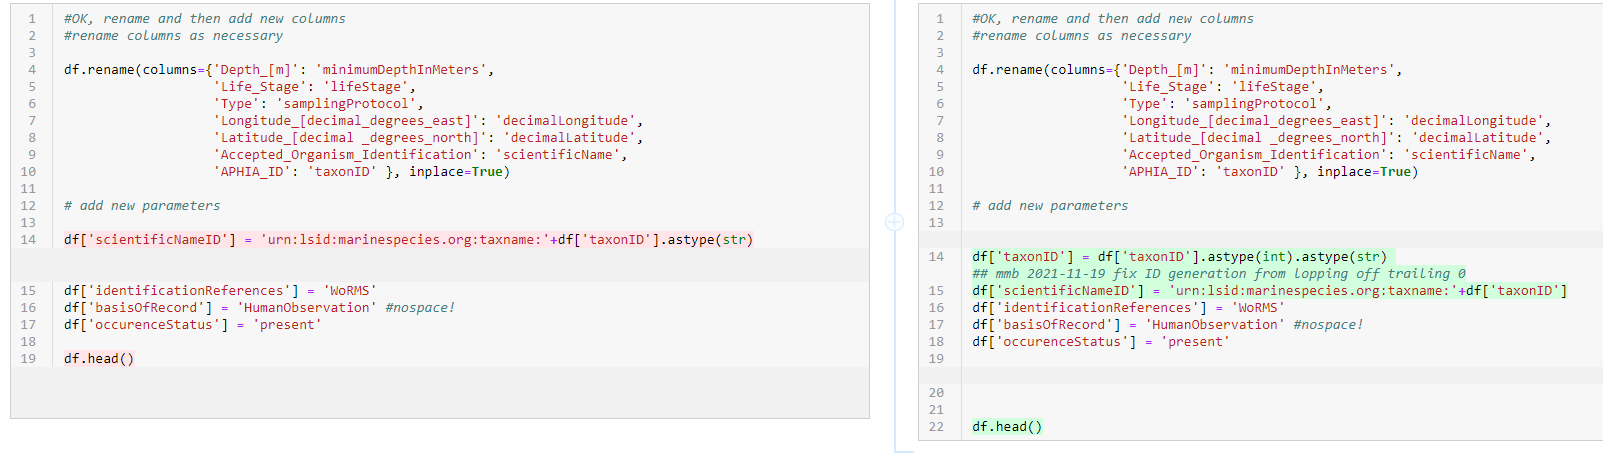 1 #OK, rename and then add new columns
2 #rename columns as necessary
3
4 df.rename(columns={'Depth_[m]': 'minimumDepthInMeters',
5 'Life_Stage': 'lifeStage',
6 'Type': 'samplingProtocol',
7 'Longitude_[decimal_degrees_east]': 'decimalLongitude',
8 'Latitude_[decimal _degrees_north]': 'decimalLatitude',
9 'Accepted_Organism_Identification': 'scientificName',
10 'APHIA_ID': 'taxonID' }, inplace=True)
11
12 # add new parameters
13
14 df['scientificNameID'] = 'urn:lsid:marinespecies.org:taxname:'+df['taxonID'].astype(str)
15 df['identificationReferences'] = 'WoRMS'
16 df['basisOfRecord'] = 'HumanObservation' #nospace!
17 df['occurenceStatus'] = 'present'
18
19 df.head()
1 #OK, rename and then add new columns
2 #rename columns as necessary
3
4 df.rename(columns={'Depth_[m]': 'minimumDepthInMeters',
5 'Life_Stage': 'lifeStage',
6 'Type': 'samplingProtocol',
7 'Longitude_[decimal_degrees_east]': 'decimalLongitude',
8 'Latitude_[decimal _degrees_north]': 'decimalLatitude',
9 'Accepted_Organism_Identification': 'scientificName',
10 'APHIA_ID': 'taxonID' }, inplace=True)
11
12 # add new parameters
13
14 df['taxonID'] = df['taxonID'].astype(int).astype(str)
## mmb 2021-11-19 fix ID generation from lopping off trailing 0
15 df['scientificNameID'] = 'urn:lsid:marinespecies.org:taxname:'+df['taxonID']
16 df['identificationReferences'] = 'WoRMS'
17 df['basisOfRecord'] = 'HumanObservation' #nospace!
18 df['occurenceStatus'] = 'present'
19
20
21
22 df.head()